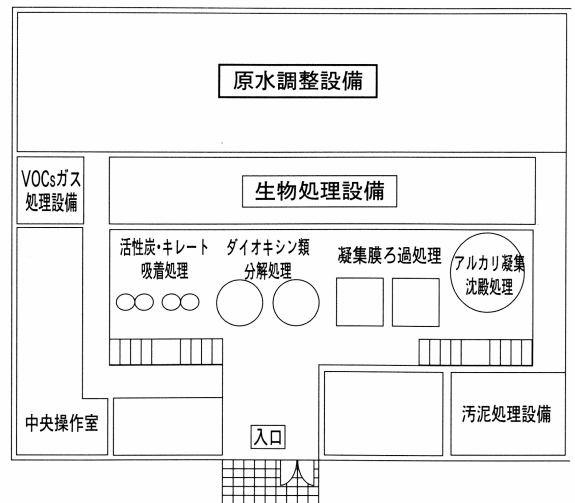 原水調整設備
VOCsガス
処理設備
生物処理設備
活性炭・キレート
吸着処理
ダイオキシン類
分解処理
凝集膜ろ過処理
アルカリ凝集
沈殿処理
中央操作室
入口
汚泥処理設備